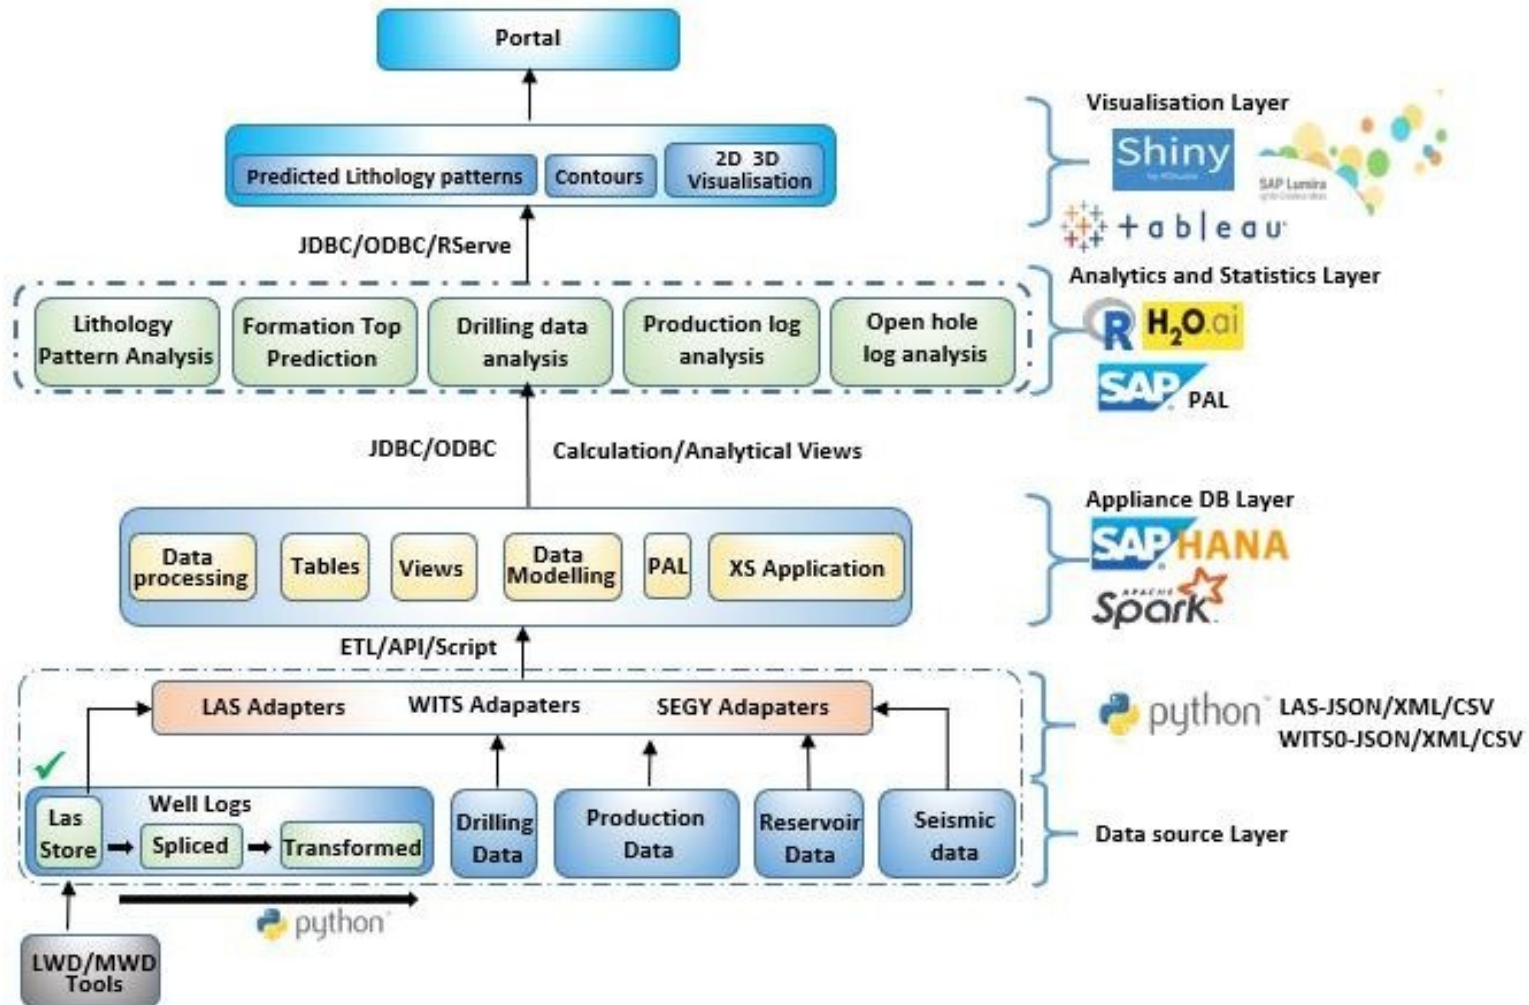 Portal
Visualisation Layer
Shiny
SAP Lumira
Predicted Lithology patterns
Contours
2D 3D
Visualisation
+ableau
JDBC/ODBC/RServe
Analytics and Statistics Layer
Lithology
Pattern Analysis
Formation Top
Prediction
Drilling data
analysis
Production log
analysis
Open hole
log analysis
R
H2O.ai
SAP
PAL
JDBC/ODBC
Calculation/Analytical Views
Appliance DB Layer
SAP HANA
APACHE
Spark
Data
processing
Tables
Views
Data
Modelling
PAL
XS Application
ETL/API/Script
LAS Adapters
WITS Adapaters
SEGY Adapaters
python
LAS-JSON/XML/CSV
WITS0-JSON/XML/CSV
Well Logs
Las
Store
Spliced
Transformed
Drilling
Data
Production
Data
Reservoir
Data
Seismic
data
Data source Layer
python
LWD/MWD
Tools